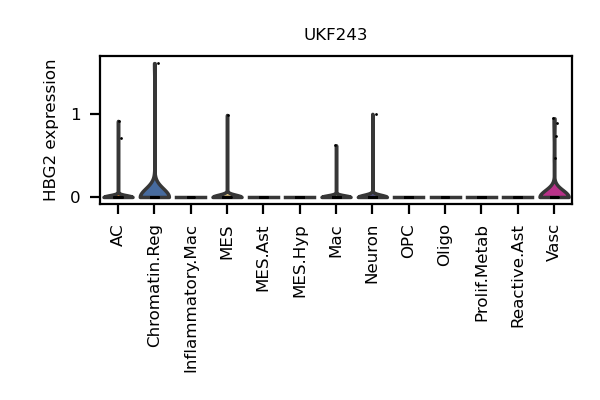 UKF243
HBG2 expression
1
0
AC
Chromatin.Reg
Inflammatory.Mac
MES
MES.Ast
MES.Hyp
Mac
Neuron
OPC
Oligo
Prolif.Metab
Reactive.Ast
Vasc